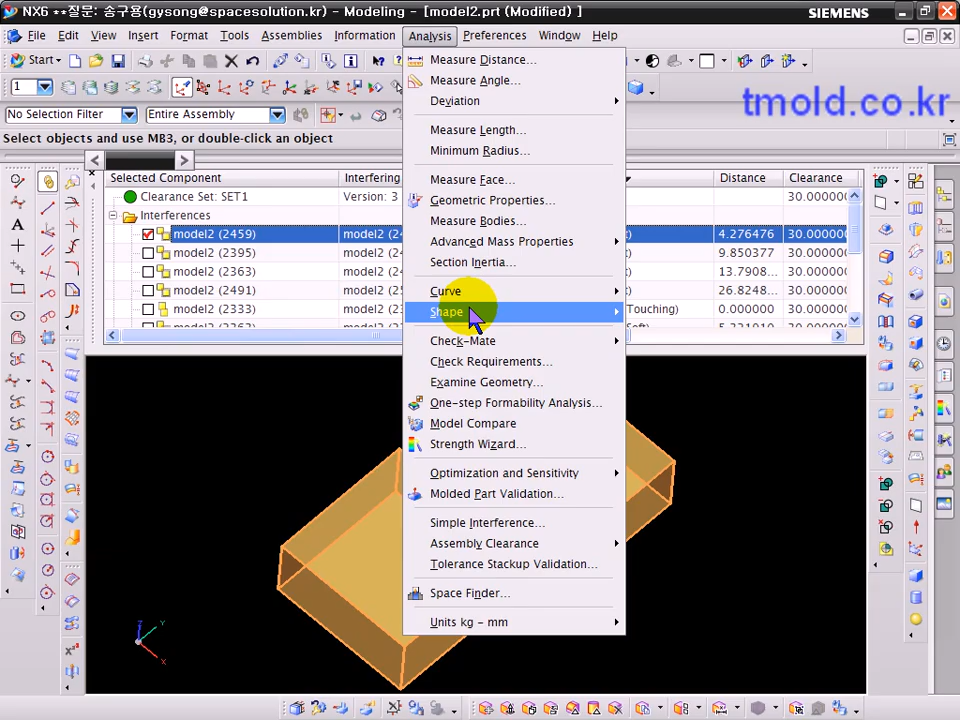 NX6 **질문: 송구용(gysong@spacesolution.kr) - Modeling - [model2.prt (Modified) ]
SIEMENS
File Edit View Insert Format Tools Assemblies Information Analysis Preferences Window Help
Start
1
No Selection Filter
Entire Assembly
tmold.co.kr
Select objects and use MB3, or double-click an object
Selected Component
Interfering
Distance
Clearance
Clearance Set: SET1
Version: 3
30.00000
Interferences
model2 (2459)
4.276476
30.00000
model2 (2395)
9.850377
30.00000
model2 (2363)
13.7908...
30.00000
model2 (2491)
26.8248...
30.00000
model2 (2395)
Touching)
0.000000
30.00000
Measure Distance...
Measure Angle...
Deviation
Measure Length...
Minimum Radius...
Measure Face...
Geometric Properties...
Measure Bodies...
Advanced Mass Properties
Section Inertia...
Curve
Shape
Check-Mate
Check Requirements...
Examine Geometry...
One-step Formability Analysis...
Model Compare
Strength Wizard...
Optimization and Sensitivity
Molded Part Validation...
Simple Interference...
Assembly Clearance
Tolerance Stackup Validation...
Space Finder...
Units kg - mm
Z
Y
X